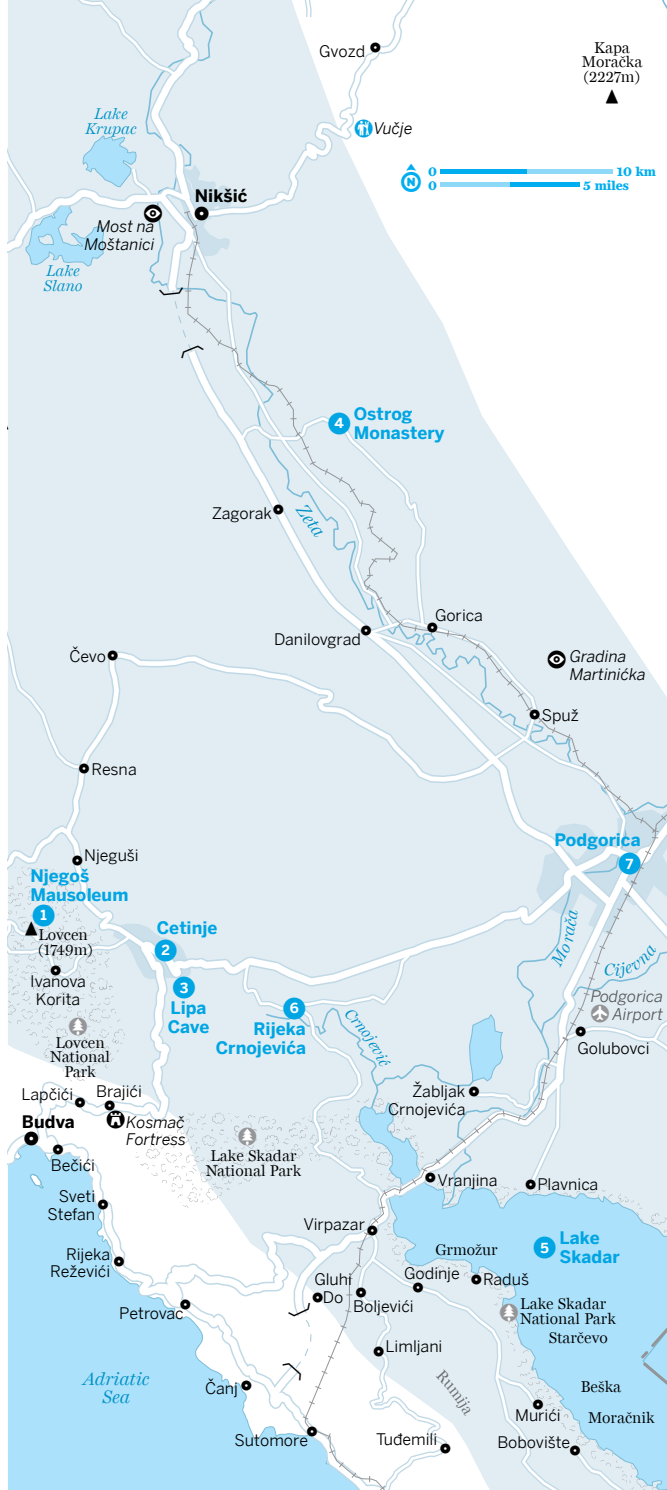 Gvozd
Kapa
Moračka
(2227m)
Lake
Krupac
Vučje
N
0 10 km
0 5 miles
Nikšić
Most na
Moštanici
Lake
Slano
4 Ostrog
Monastery
Zagorak
Zeta
Gorica
Danilovgrad
Čevo
Gradina
Martinićka
Spuž
Resna
Podgorica
7
Njeguši
Njegoš
Mausoleum
1
Lovcen
(1749m)
Cetinje
2
Morača
Cijevna
Ivanova
Korita
3
Lipa
Cave
6
Rijeka
Crnojevića
Crnojević
Podgorica
Airport
Golubovci
Lovcen
National
Park
Lapčići
Brajići
Žabljak
Crnojevića
Budva
Kosmač
Fortress
Bečići
Lake Skadar
National Park
Vranjina
Plavnica
Sveti
Stefan
Virpazar
5 Lake
Skadar
Grmožur
Rijeka
Reževići
Gluhi
Do
Godinje
Raduš
Boljevići
Petrovac
Lake Skadar
National Park
Starčevo
Limljani
Adriatic
Sea
Čanj
Rumija
Beška
Murići
Moračnik
Sutomore
Tuđemili
Bobovište